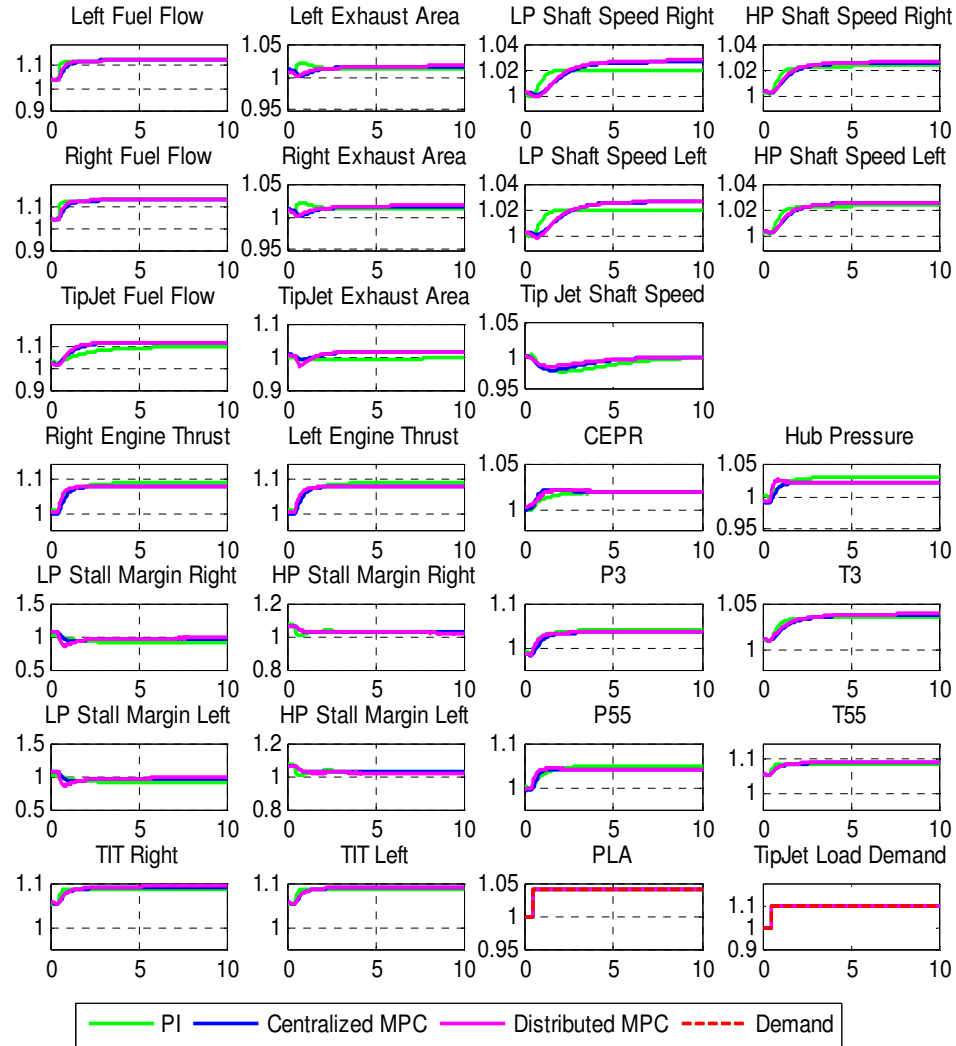 Left Fuel Flow Left Exhaust Area LP Shaft Speed Right HP Shaft Speed Right
1.1 1 0.9 1.05 1 0.95 1.04 1.02 1 1.04 1.02 1
0 5 10 0 5 10 0 5 10 0 5 10
Right Fuel Flow Right Exhaust Area LP Shaft Speed Left HP Shaft Speed Left
1.1 1 0.9 1.05 1 0.95 1.04 1.02 1 1.04 1.02 1
0 5 10 0 5 10 0 5 10 0 5 10
TipJet Fuel Flow TipJet Exhaust Area Tip Jet Shaft Speed
1.1 1 0.9 1.1 1 0.9 1.05 1 0.95
0 5 10 0 5 10 0 5 10
Right Engine Thrust Left Engine Thrust CEPR Hub Pressure
1.1 1 1.1 1 1.05 1 1.05 1 0.95
0 5 10 0 5 10 0 5 10 0 5 10
LP Stall Margin Right HP Stall Margin Right P3 T3
1.5 1 0.5 1.2 1 0.8 1.1 1 1.05 1
0 5 10 0 5 10 0 5 10 0 5 10
LP Stall Margin Left HP Stall Margin Left P55 T55
1.5 1 0.5 1.2 1 0.8 1.1 1 1.1 1
0 5 10 0 5 10 0 5 10 0 5 10
TIT Right TIT Left PLA TipJet Load Demand
1.1 1 1.1 1 1.05 1 0.95 1.1 1 0.9
0 5 10 0 5 10 0 5 10 0 5 10
PI Centralized MPC Distributed MPC Demand